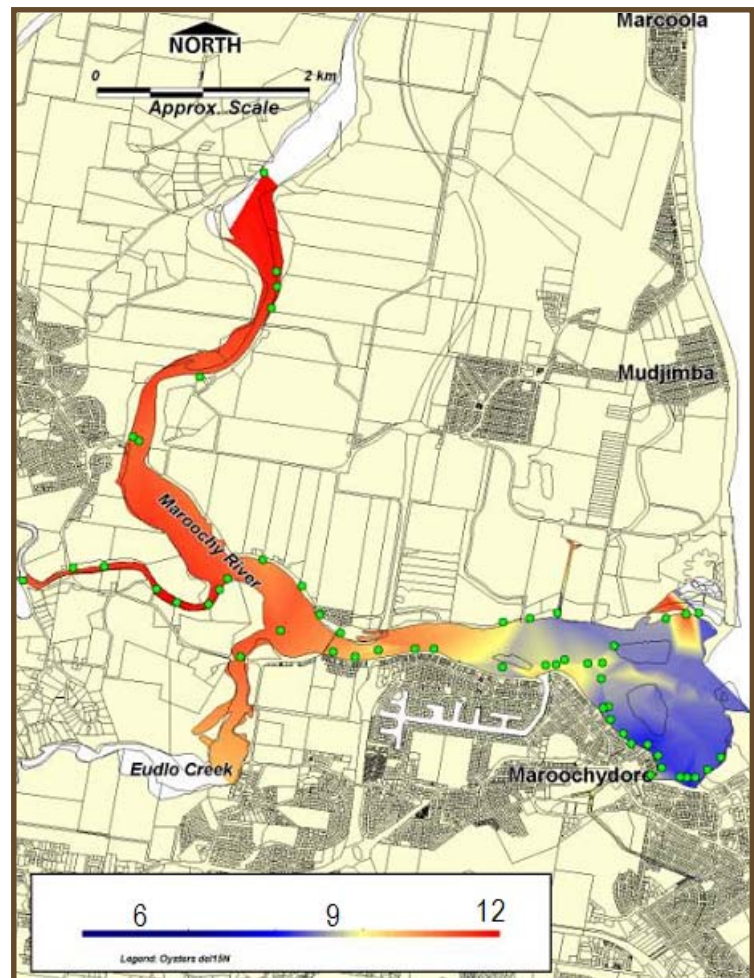 Marcoola
NORTH
0 1 2 km
Approx. Scale
Mudjimba
Maroochy River
Eudlo Creek
Maroochydore
6 9 12
Legend: Oysters del15N